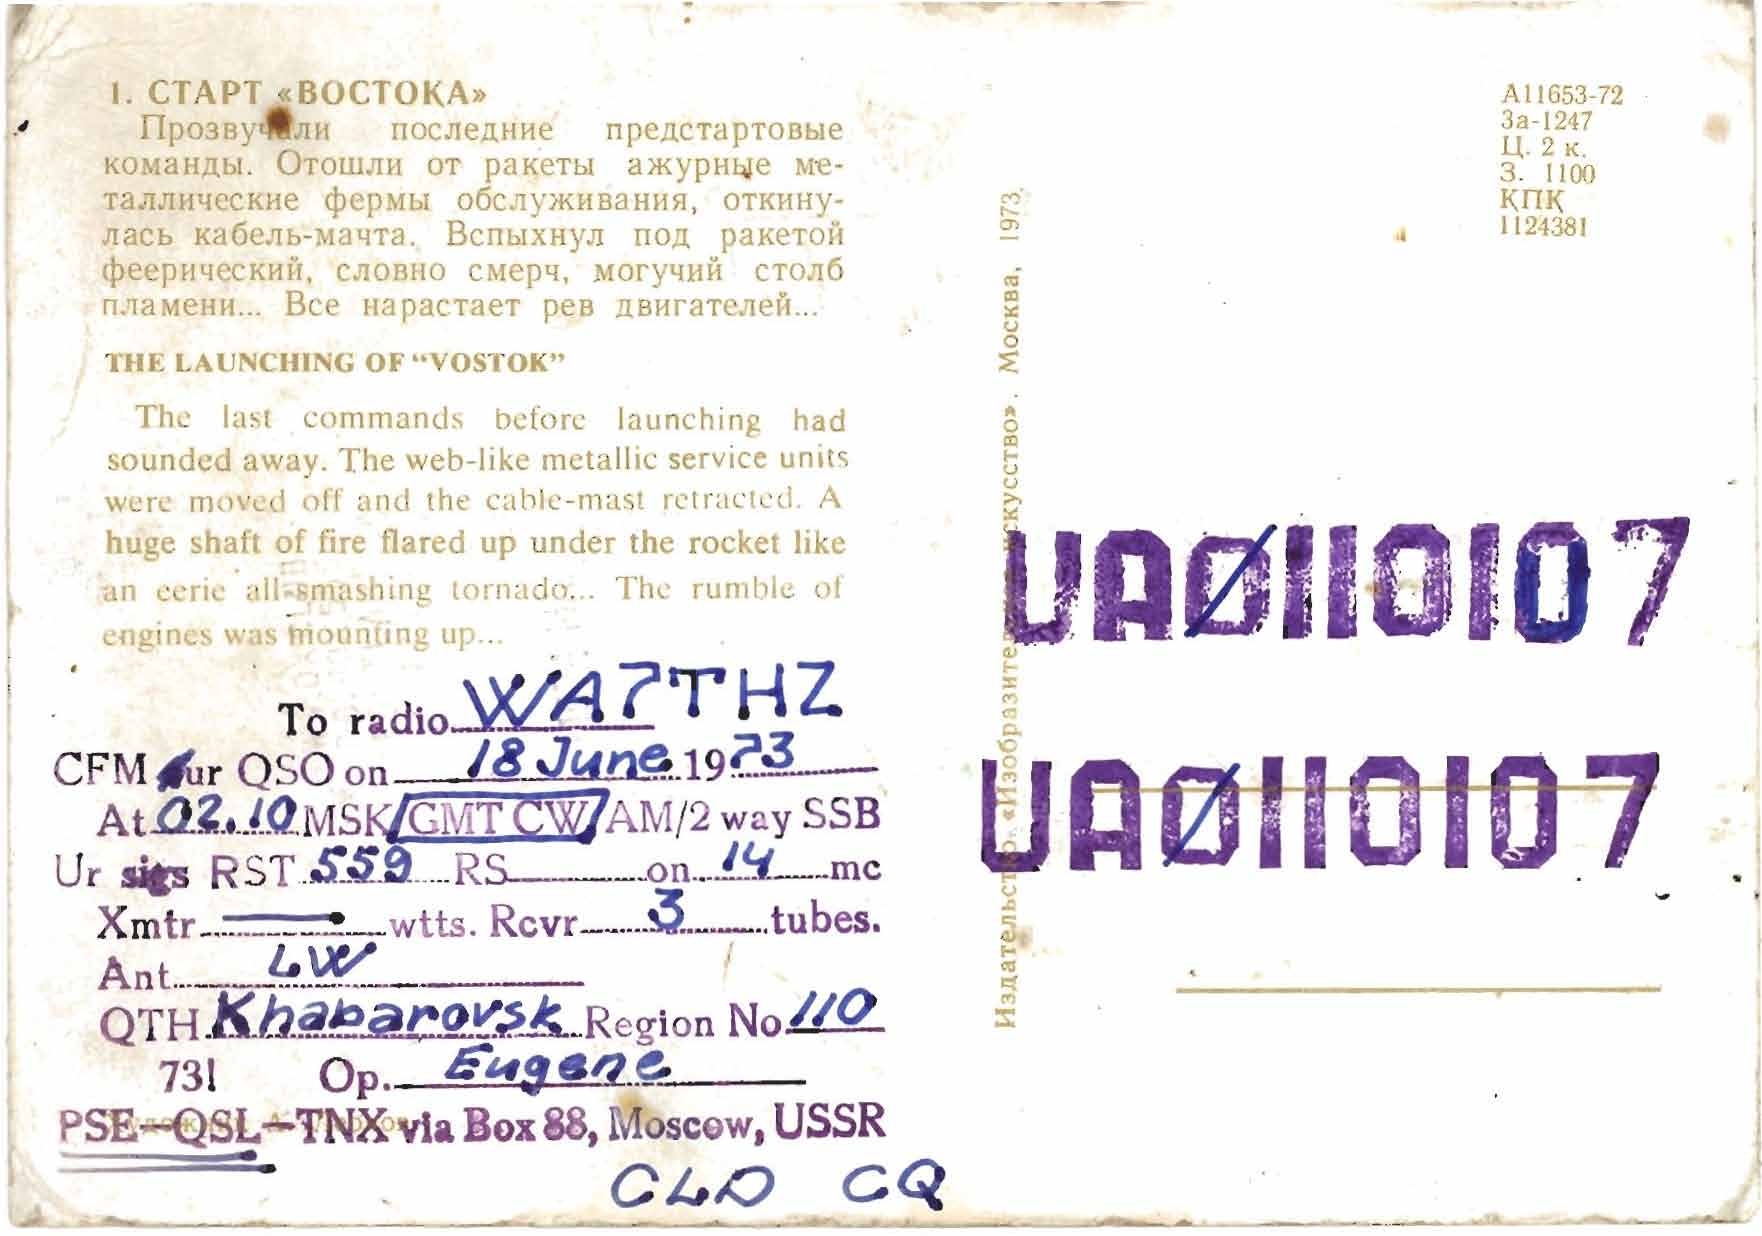 1. СТАРТ «ВОСТОКА»
Прозвучали последние предстартовые
команды. Отошли от ракеты ажурные ме-
таллические фермы обслуживания, откину-
лась кабель-мачта. Вспыхнул под ракетой
феерический, словно смерч, могучий столб
пламени... Все нарастает рев двигателей...
THE LAUNCHING OF “VOSTOK”
The last commands before launching had
sounded away. The web-like metallic service units
were moved off and the cable-mast retracted. A
huge shaft of fire flared up under the rocket like
an eerie all-smashing tornado... The rumble of
engines was mounting up...
To radio WA7THZ
CFM ur QSO on 18 June 1973
At 02.10 MSK/GMT CW/AM/2 way SSB
Ur sigs RST 559 RS on 14 mc
Xmtr wtts. Rcvr 3 tubes.
Ant LW
QTH Khabarovsk Region No 110
73! Op. Eugene
PSE—QSL—TNX via Box 88, Moscow, USSR
CLD CQ
Издательство «Изобразительное искусство». Москва, 1973.
А11653-72
За-1247
Ц. 2 к.
З. 1100
КПК
1124381
UAØ110107
UAØ110107